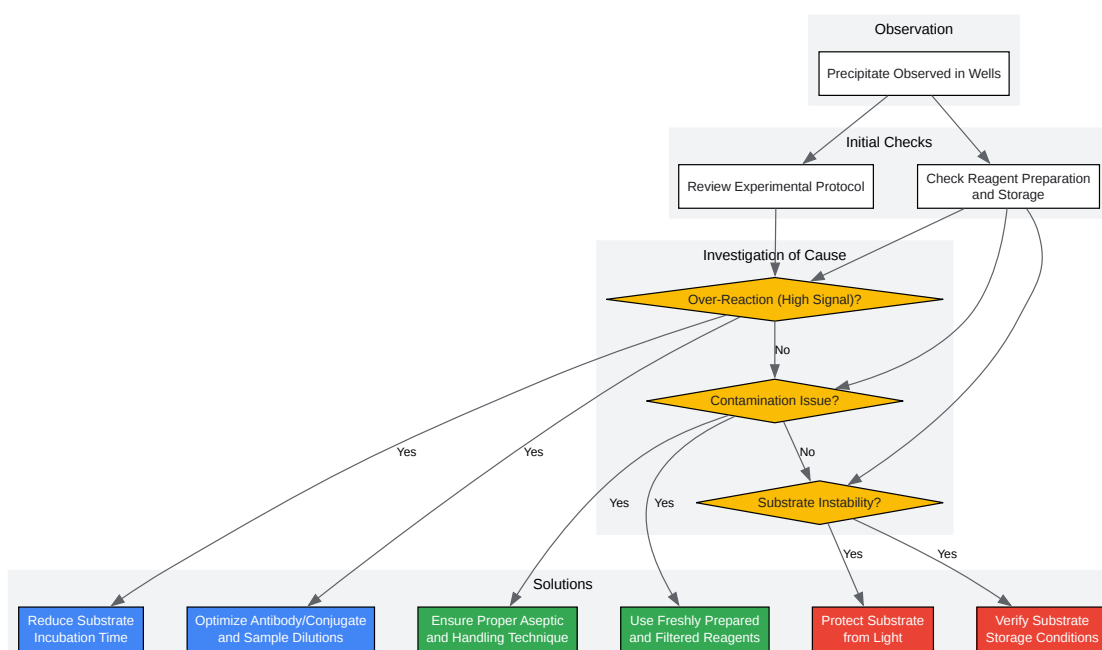 Observation
Precipitate Observed in Wells
Initial Checks
Review Experimental Protocol
Check Reagent Preparation
and Storage
Investigation of Cause
Over-Reaction (High Signal)?
No
Contamination Issue?
Yes
Yes
No
Substrate Instability?
Yes
Yes
Yes
Yes
Solutions
Reduce Substrate
Incubation Time
Optimize Antibody/Conjugate
and Sample Dilutions
Ensure Proper Aseptic
and Handling Technique
Use Freshly Prepared
and Filtered Reagents
Protect Substrate
from Light
Verify Substrate
Storage Conditions